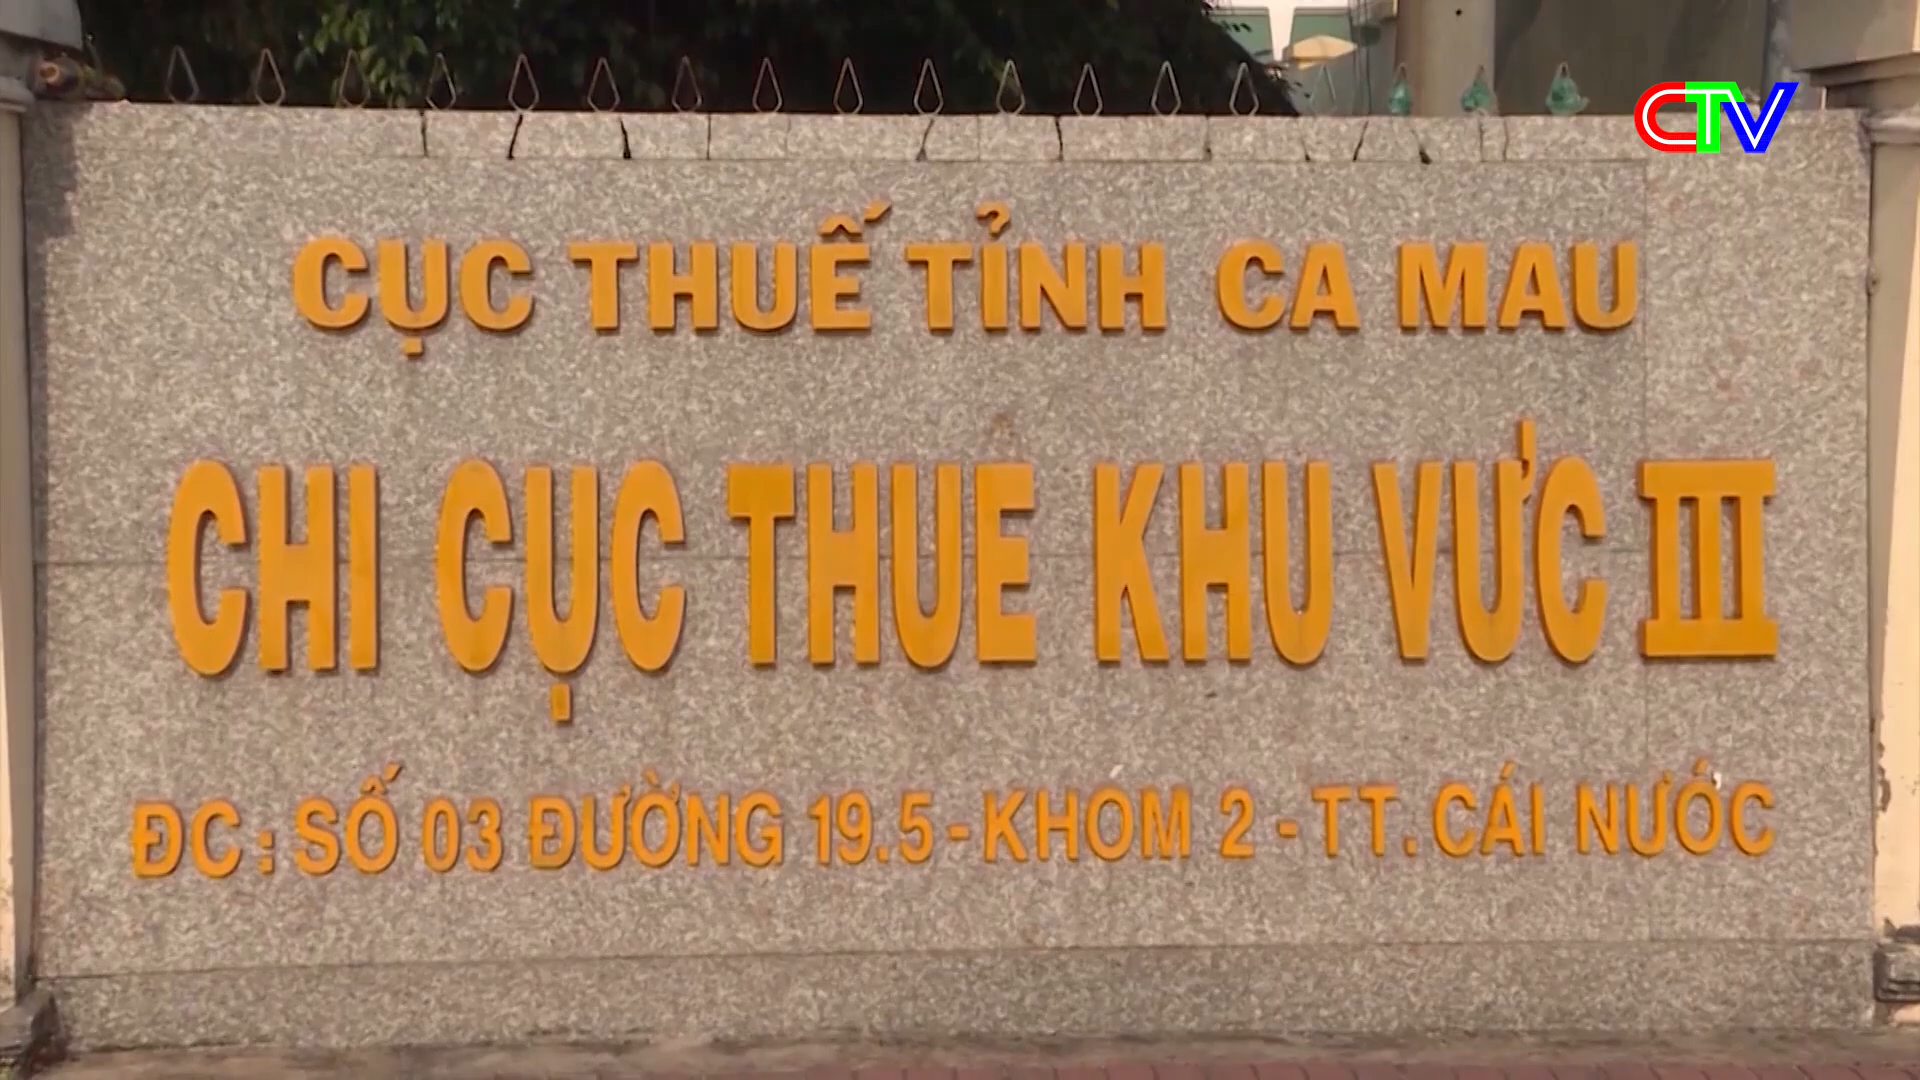 CTV
CỤC THUẾ TỈNH CA MAU
CHI CỤC THUE KHU VƯC III
ĐC : SỐ 03 ĐƯỜNG 19.5 - KHOM 2 - TT. CÁI NƯỚC